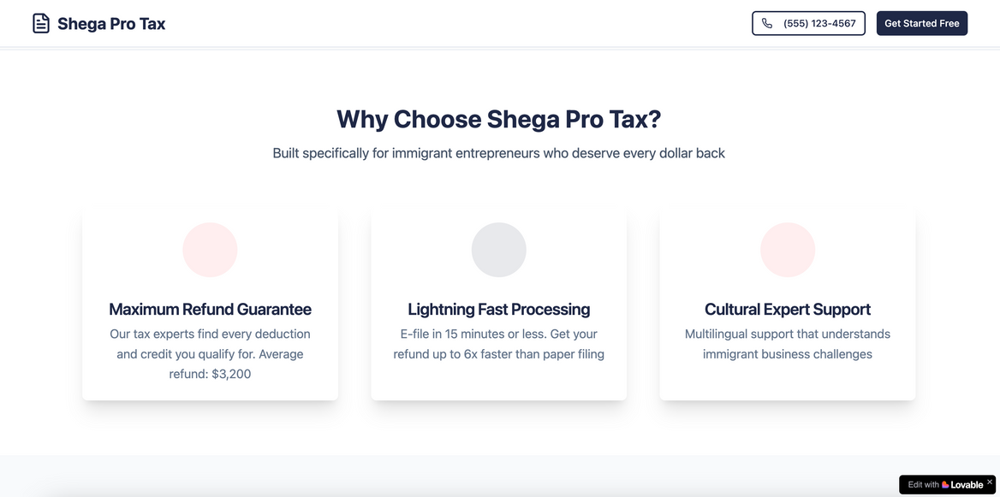 Shega Pro Tax
(555) 123-4567
Get Started Free
Why Choose Shega Pro Tax?
Built specifically for immigrant entrepreneurs who deserve every dollar back
Maximum Refund Guarantee
Our tax experts find every deduction
and credit you qualify for. Average
refund: $3,200
Lightning Fast Processing
E-file in 15 minutes or less. Get your
refund up to 6x faster than paper filing
Cultural Expert Support
Multilingual support that understands
immigrant business challenges
Edit with Lovable